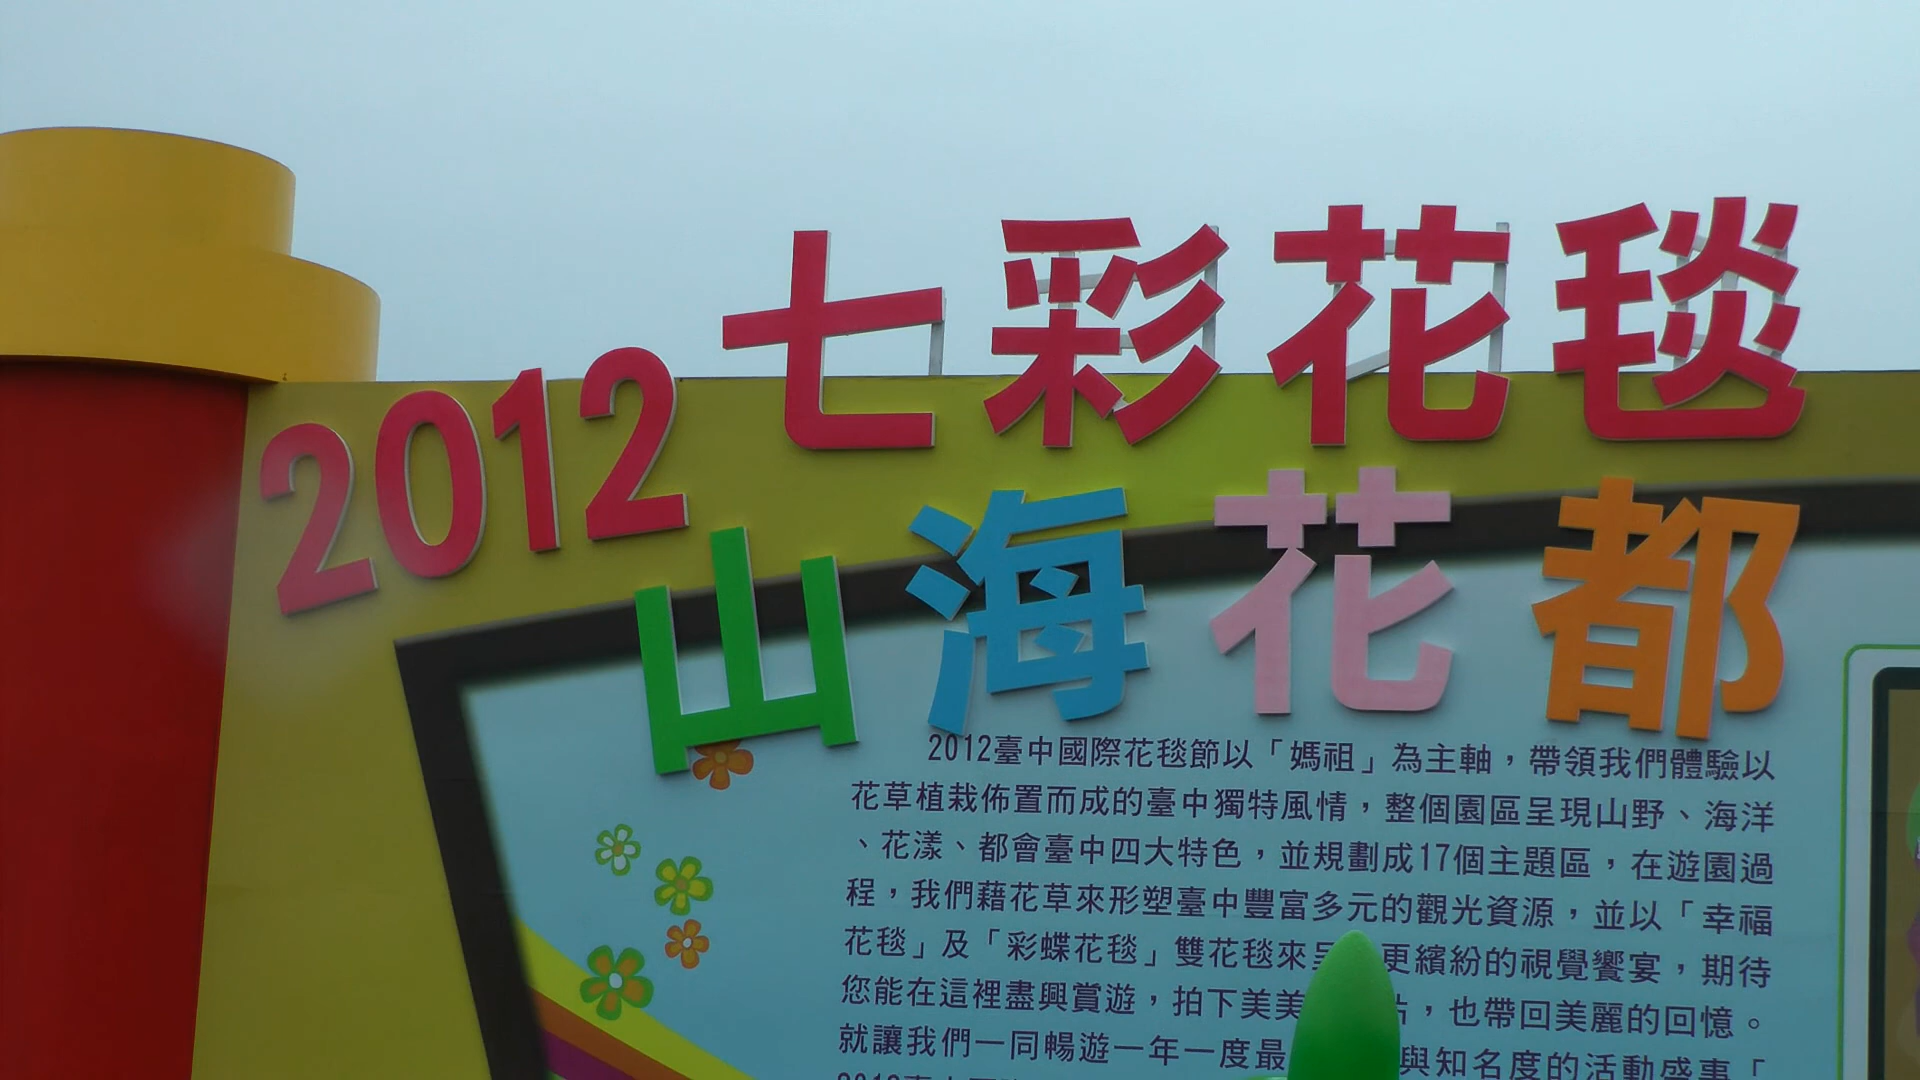 2012七彩花毯
山海花都
2012臺中國際花毯節以「媽祖」為主軸，帶領我們體驗以
花草植栽佈置而成的臺中獨特風情，整個園區呈現山野、海洋
、花漾、都會臺中四大特色，並規劃成17個主題區，在遊園過
程，我們藉花草來形塑臺中豐富多元的觀光資源，並以「幸福
花毯」及「彩蝶花毯」雙花毯來呈 更繽紛的視覺饗宴，期待
您能在這裡盡興賞遊，拍下美美 ，也帶回美麗的回憶。
就讓我們一同暢遊一年一度最 與知名度的活動盛事「